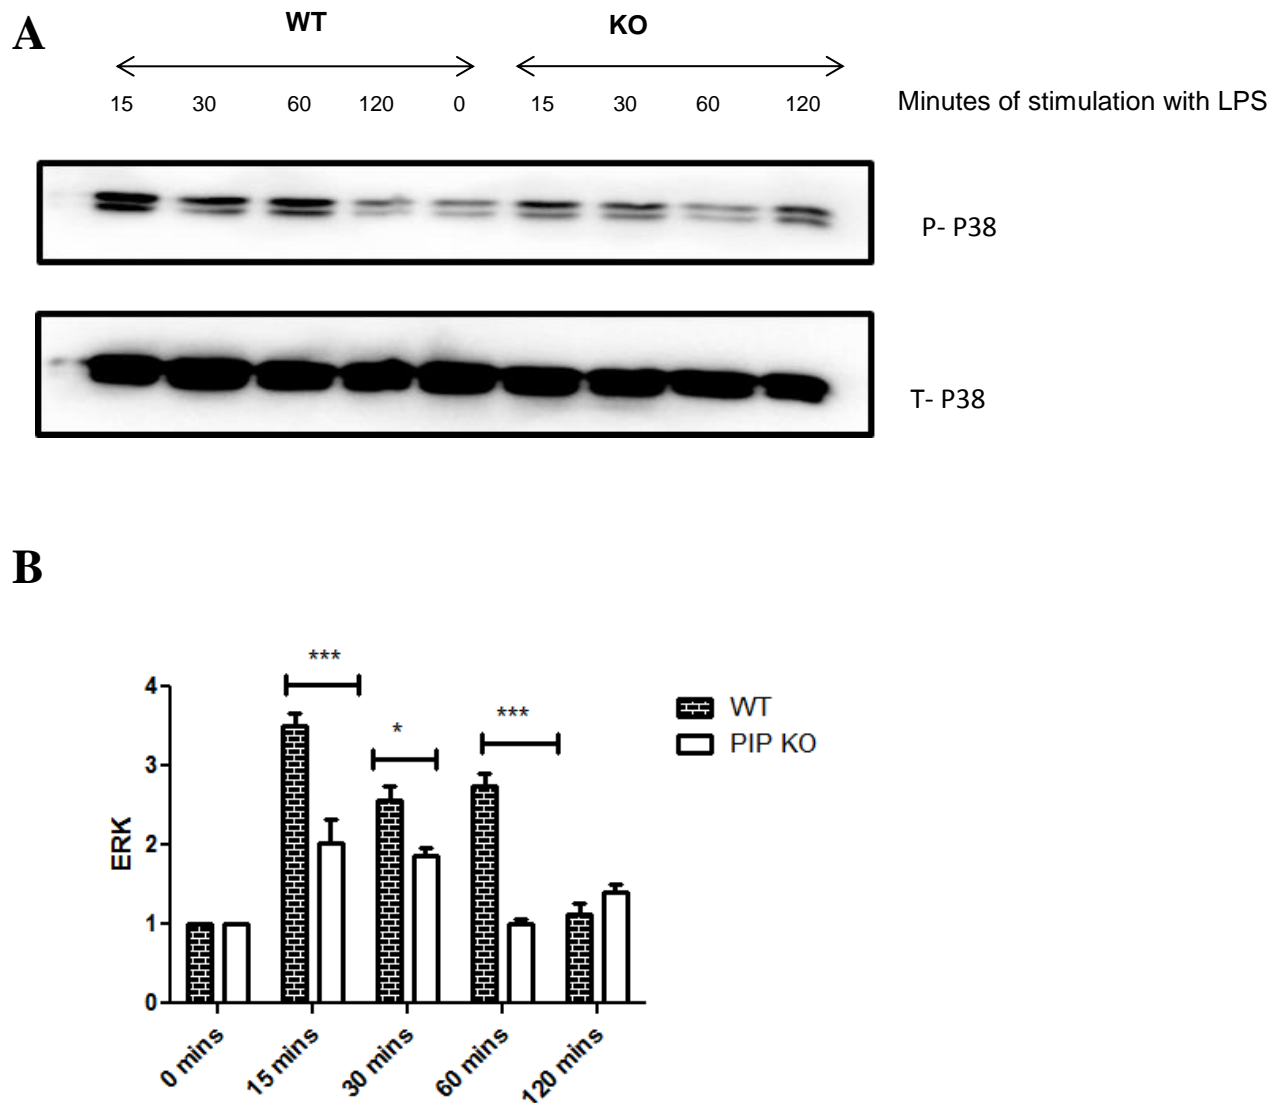 A
WT KO
15 30 60 120 0 15 30 60 120 Minutes of stimulation with LPS
P- P38
T- P38
B
***
*
***
4
3
2
1
0
ERK
WT
PIP KO
0 mins 15 mins 30 mins 60 mins 120 mins